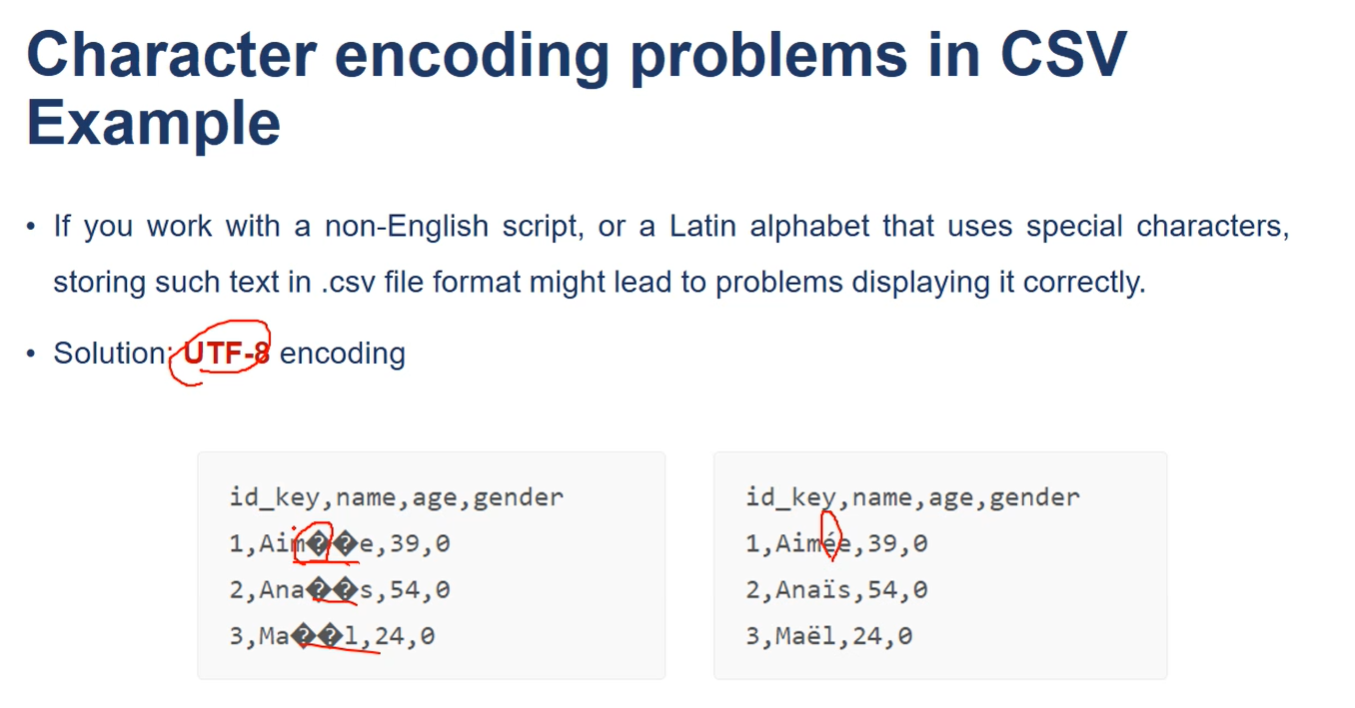 Character encoding problems in CSV
Example
• If you work with a non-English script, or a Latin alphabet that uses special characters,
storing such text in .csv file format might lead to problems displaying it correctly.
• Solution: UTF-8 encoding
id_key,name,age,gender
1,Aim��e,39,0
2,Ana��s,54,0
3,Ma��l,24,0
id_key,name,age,gender
1,Aimée,39,0
2,Anaïs,54,0
3,Maël,24,0